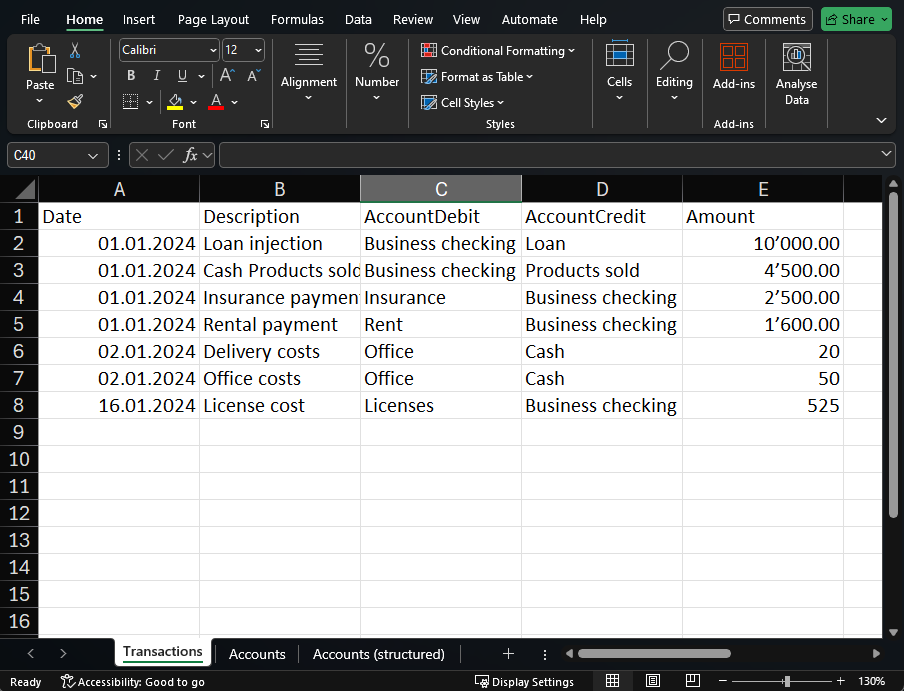 File Home Insert Page Layout Formulas Data Review View Automate Help Comments Share
Paste Calibri 12 Alignment Number Conditional Formatting Cells Editing Add-ins Analyse Data
B I U A A Format as Table
A Cell Styles
Clipboard Font Styles Add-ins
C40 fx
A B C D E
1 Date Description AccountDebit AccountCredit Amount
2 01.01.2024 Loan injection Business checking Loan 10’000.00
3 01.01.2024 Cash Products sold Business checking Products sold 4’500.00
4 01.01.2024 Insurance paymen Insurance Business checking 2’500.00
5 01.01.2024 Rental payment Rent Business checking 1’600.00
6 02.01.2024 Delivery costs Office Cash 20
7 02.01.2024 Office costs Office Cash 50
8 16.01.2024 License cost Licenses Business checking 525
9
10
11
12
13
14
15
16
Transactions Accounts Accounts (structured)
Ready Accessibility: Good to go Display Settings 130%